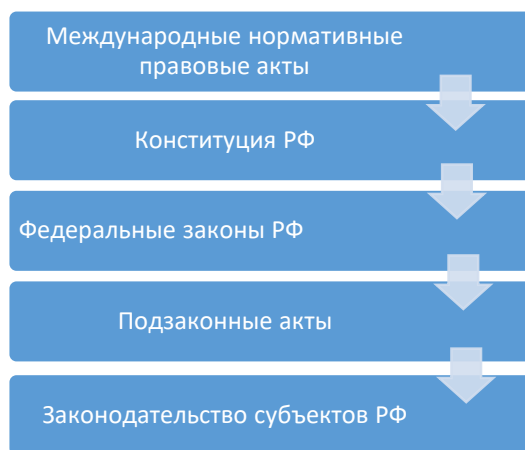 Международные нормативные
правовые акты
Конституция РФ
Федеральные законы РФ
Подзаконные акты
Законодательство субъектов РФ